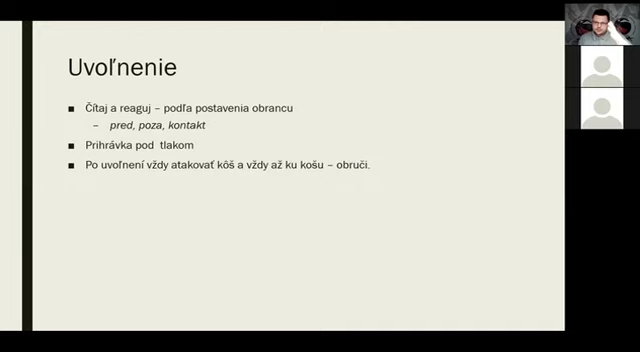 Uvoľnenie
Čítaj a reaguj – podľa postavenia obrancu
pred, poza, kontakt
Prihrávka pod  tlakom
Po uvoľnení vždy atakovať kôš a vždy až ku košu – obruči.